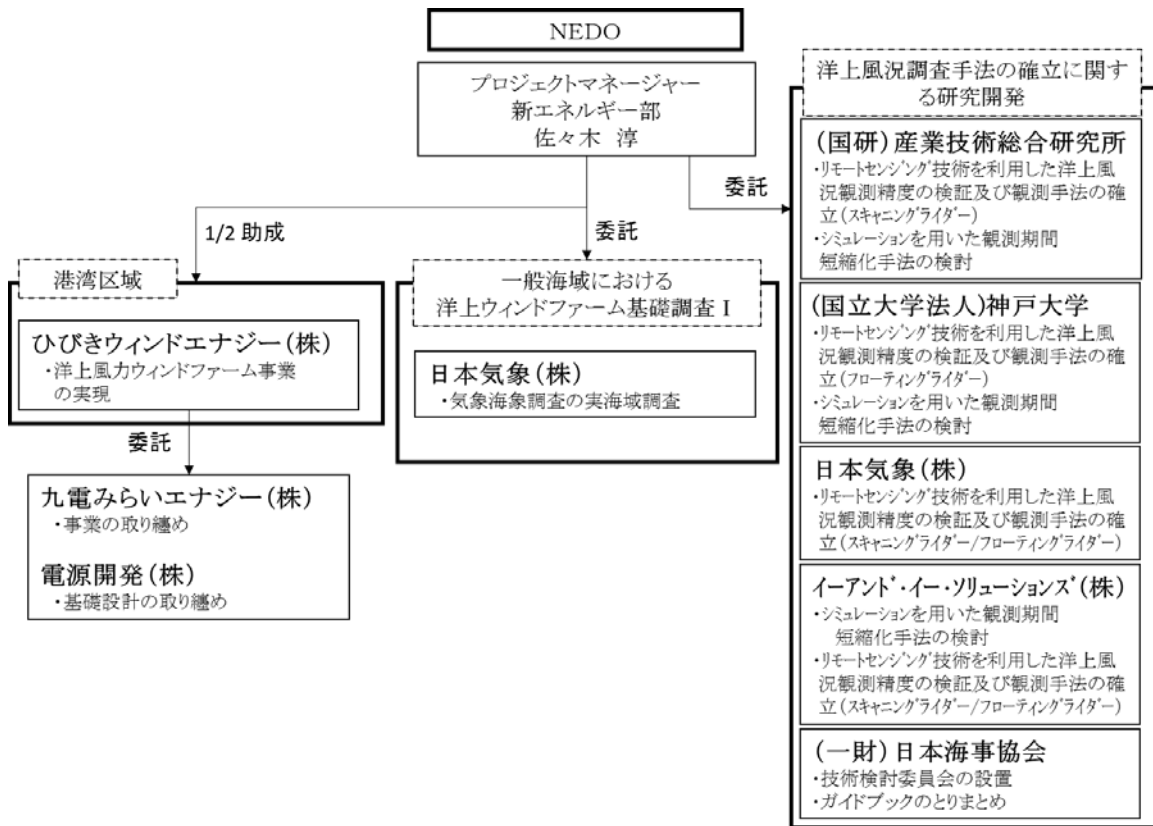 NEDO
プロジェクトマネージャー
新エネルギー部
佐々木 淳
1/2 助成
委託
委託
港湾区域
ひびきウィンドエナジー(株)
・洋上風力ウィンドファーム事業
の実現
委託
九電みらいエナジー(株)
・事業の取り纏め
電源開発(株)
・基礎設計の取り纏め
一般海域における
洋上ウィンドファーム基礎調査Ⅰ
日本気象(株)
・気象海象調査の実海域調査
洋上風況調査手法の確立に関す
る研究開発
(国研)産業技術総合研究所
・リモートセンシング技術を利用した洋上風
況観測精度の検証及び観測手法の確
立(スキャニングライダー)
・シミュレーションを用いた観測期間
短縮化手法の検討
(国立大学法人)神戸大学
・リモートセンシング技術を利用した洋上風
況観測精度の検証及び観測手法の確
立(フローティングライダー)
・シミュレーションを用いた観測期間
短縮化手法の検討
日本気象(株)
・リモートセンシング技術を利用した洋上風
況観測精度の検証及び観測手法の確
立(スキャニングライダー/フローティングライダー)
イーアンド・イー・ソリューションズ(株)
・シミュレーションを用いた観測期間
短縮化手法の検討
・リモートセンシング技術を利用した洋上風
況観測精度の検証及び観測手法の確
立(スキャニングライダー/フローティングライダー)
(一財)日本海事協会
・技術検討委員会の設置
・ガイドブックのとりまとめ